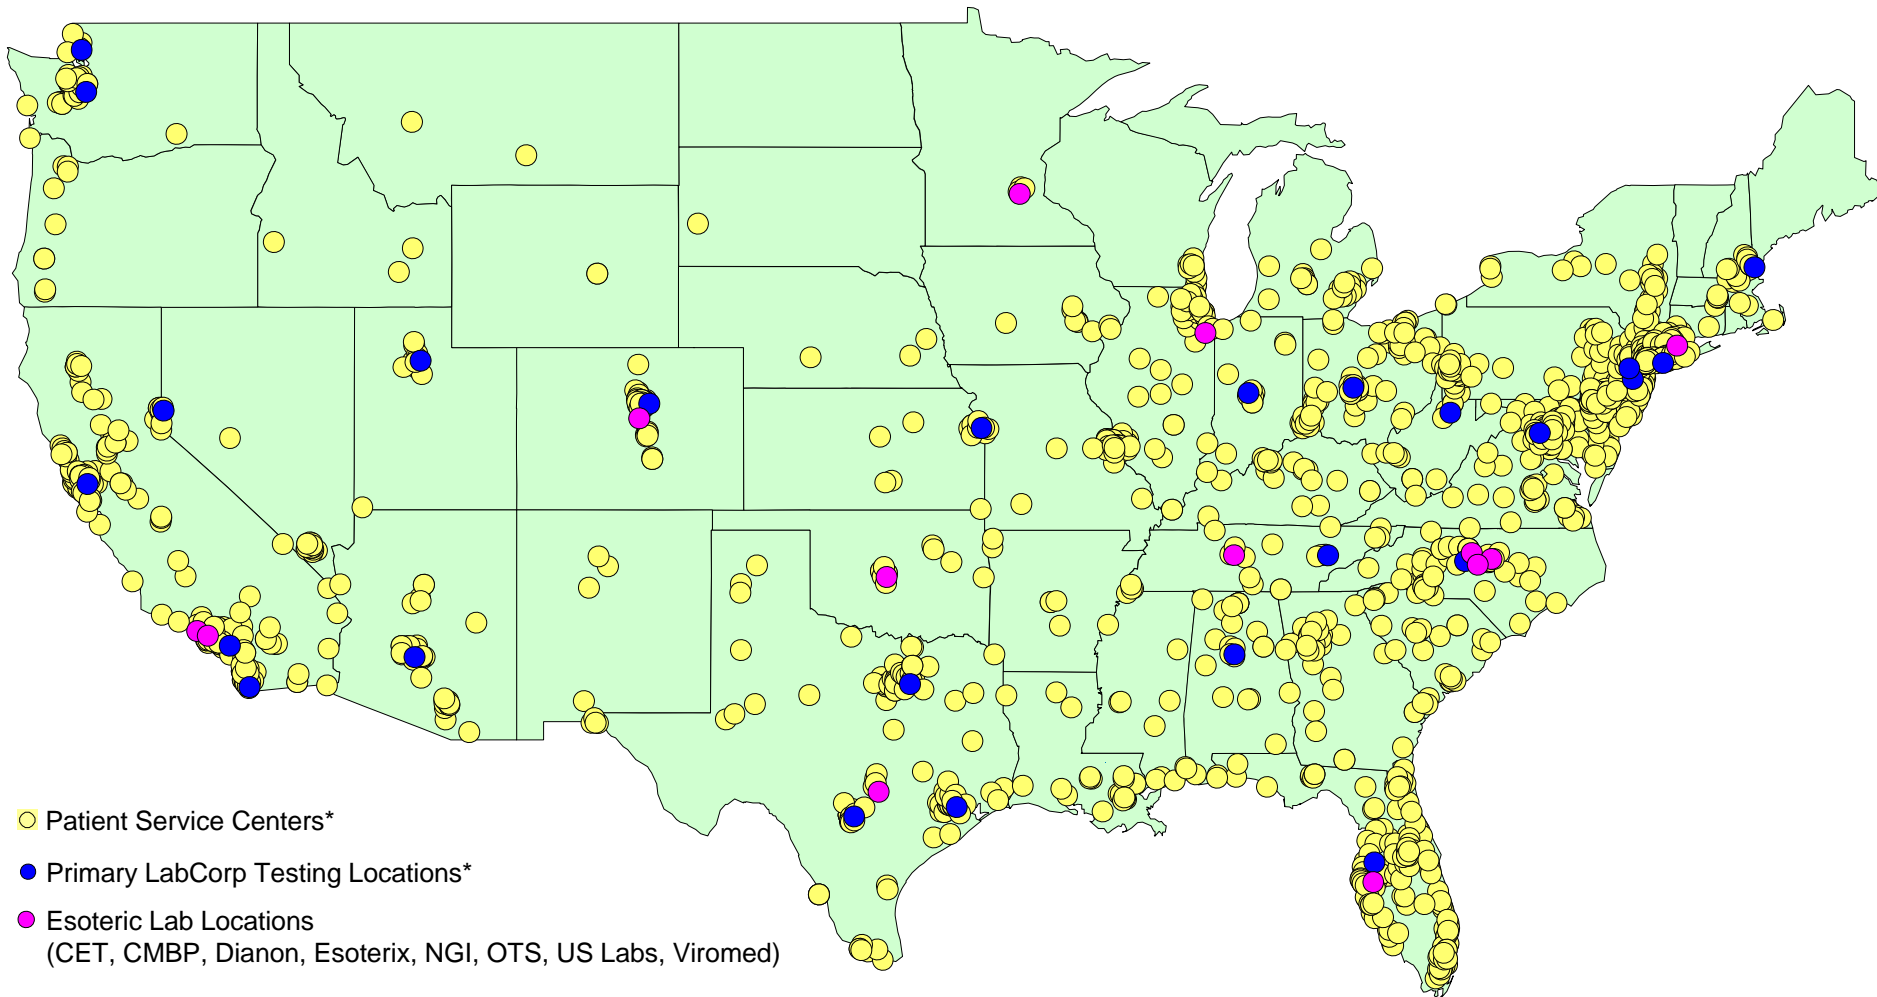 Patient Service Centers*
Primary LabCorp Testing Locations*
Esoteric Lab Locations
(CET, CMBP, Dianon, Esoterix, NGI, OTS, US Labs, Viromed)